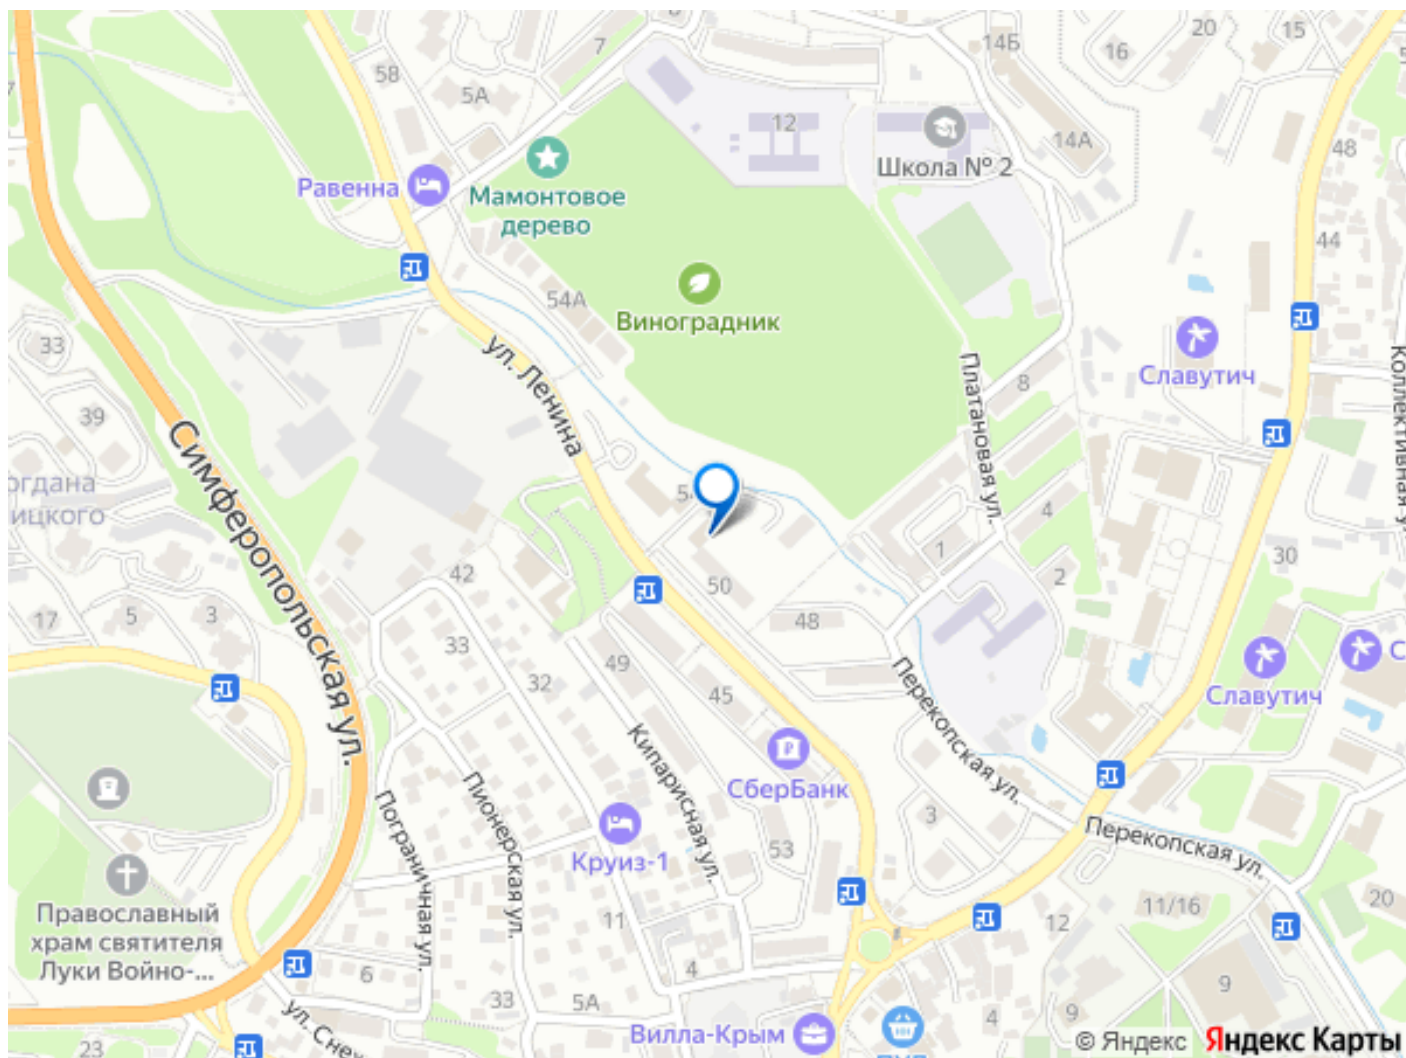 7
14Б
16
20
15
58
5А
12
48
Школа № 2
14А
Равенна
Мамонтовое
дерево
44
54А
Виноградник
33
ул. Ленина
Славутич
Платановая ул.
8
39
Симферопольская ул.
Коллективная
4
1
30
42
50
2
17
5
3
48
33
49
32
45
Славутич
С
Перекопская ул.
Кипарисная ул.
СберБанк
Пионерская ул.
Пограничная ул.
3
Перекопская ул.
Круиз-1
53
Православный
храм святителя
Луки Войно-...
11
12
11/16
20
6
4
33
5А
9
9
4
ул. Снеж
23
Вилла-Крым
© Яндекс Яндекс Карты